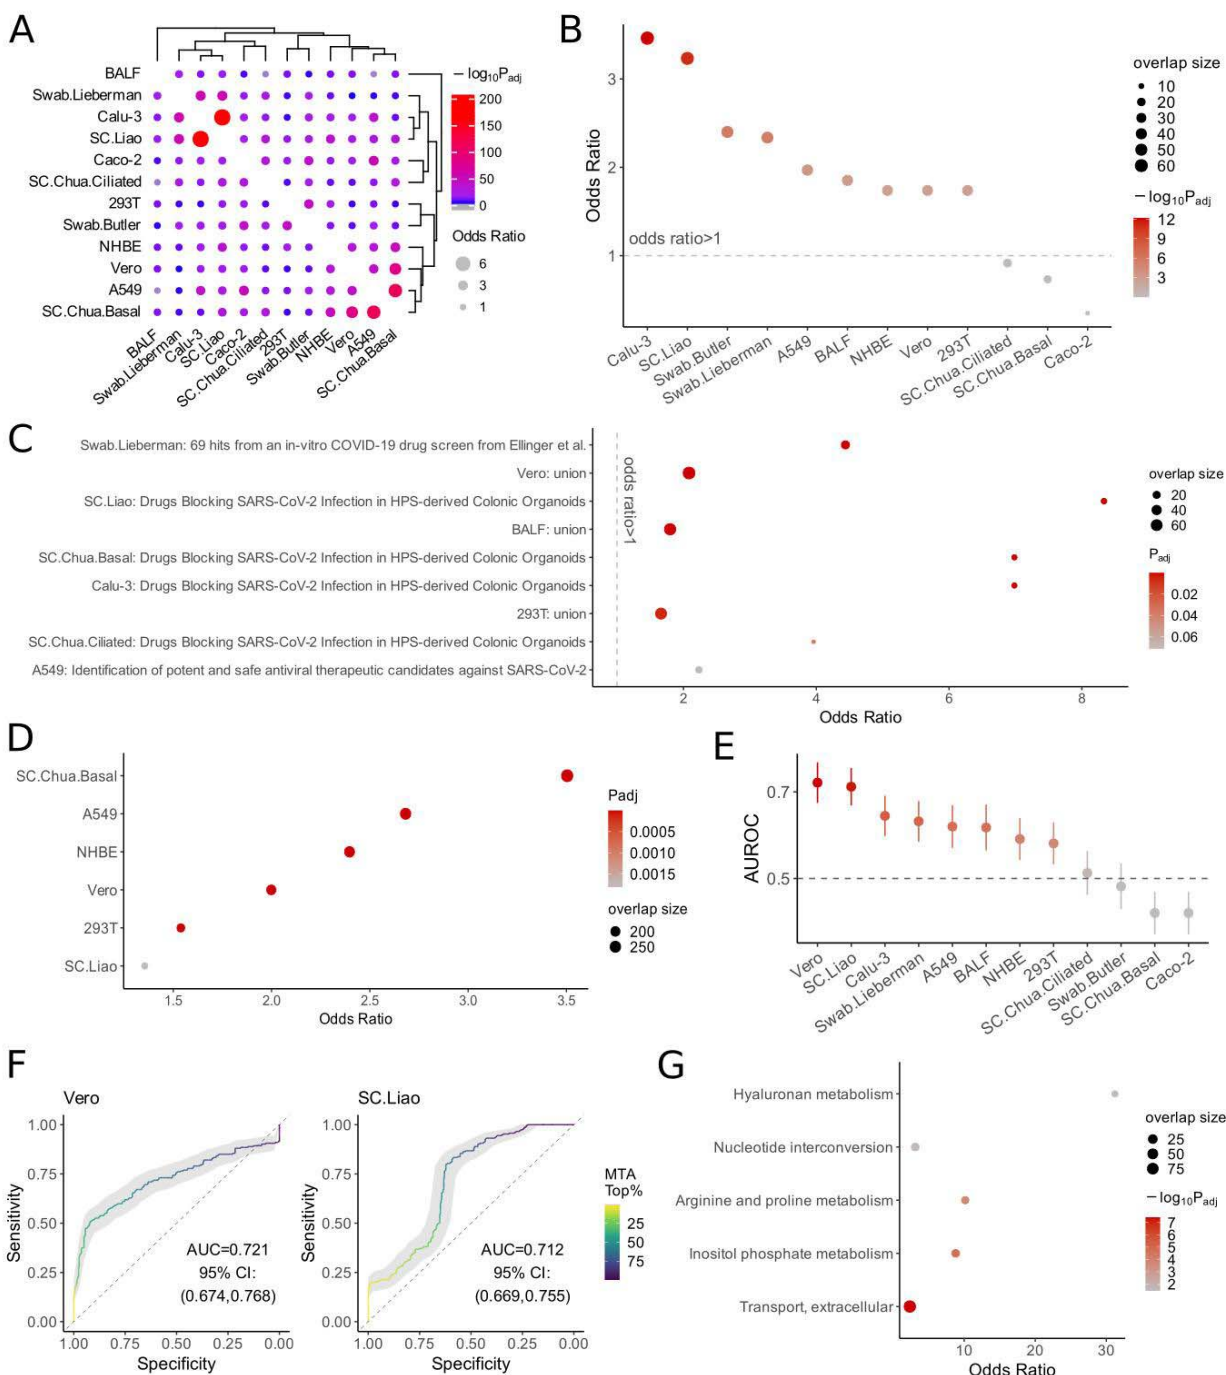 A
BALF
Swab.Lieberman
Calu-3
SC.Liao
Caco-2
SC.Chua.Ciliated
293T
Swab.Butler
NHBE
Vero
A549
SC.Chua.Basal
BALF
Swab.Lieberman
Calu-3
SC.Liao
Caco-2
SC.Chua.Ciliated
293T
Swab.Butler
NHBE
Vero
A549
SC.Chua.Basal
− log10Padj
200
150
100
50
0
Odds Ratio
6
3
1
B
Odds Ratio
3
2
1
odds ratio>1
Calu-3
SC.Liao
Swab.Butler
Swab.Lieberman
A549
BALF
NHBE
Vero
293T
SC.Chua.Ciliated
SC.Chua.Basal
Caco-2
overlap size
10
20
30
40
50
60
− log10Padj
12
9
6
3
C
Swab.Lieberman: 69 hits from an in-vitro COVID-19 drug screen from Ellinger et al.
Vero: union
SC.Liao: Drugs Blocking SARS-CoV-2 Infection in HPS-derived Colonic Organoids
BALF: union
SC.Chua.Basal: Drugs Blocking SARS-CoV-2 Infection in HPS-derived Colonic Organoids
Calu-3: Drugs Blocking SARS-CoV-2 Infection in HPS-derived Colonic Organoids
293T: union
SC.Chua.Ciliated: Drugs Blocking SARS-CoV-2 Infection in HPS-derived Colonic Organoids
A549: Identification of potent and safe antiviral therapeutic candidates against SARS-CoV-2
odds ratio>1
2 4 6 8
Odds Ratio
overlap size
20
40
60
Padj
0.02
0.04
0.06
D
SC.Chua.Basal
A549
NHBE
Vero
293T
SC.Liao
1.5 2.0 2.5 3.0 3.5
Odds Ratio
Padj
0.0005
0.0010
0.0015
overlap size
200
250
E
AUROC
0.7
0.5
Vero
SC.Liao
Calu-3
Swab.Lieberman
A549
BALF
NHBE
293T
SC.Chua.Ciliated
Swab.Butler
SC.Chua.Basal
Caco-2
F
Vero
Sensitivity
1.00
0.75
0.50
0.25
0.00
AUC=0.721
95% CI:
(0.674,0.768)
1.00 0.75 0.50 0.25 0.00
Specificity
SC.Liao
Sensitivity
1.00
0.75
0.50
0.25
0.00
AUC=0.712
95% CI:
(0.669,0.755)
1.00 0.75 0.50 0.25 0.00
Specificity
MTA
Top%
25
50
75
G
Hyaluronan metabolism
Nucleotide interconversion
Arginine and proline metabolism
Inositol phosphate metabolism
Transport, extracellular
10 20 30
Odds Ratio
overlap size
25
50
75
− log10Padj
7
6
5
4
3
2